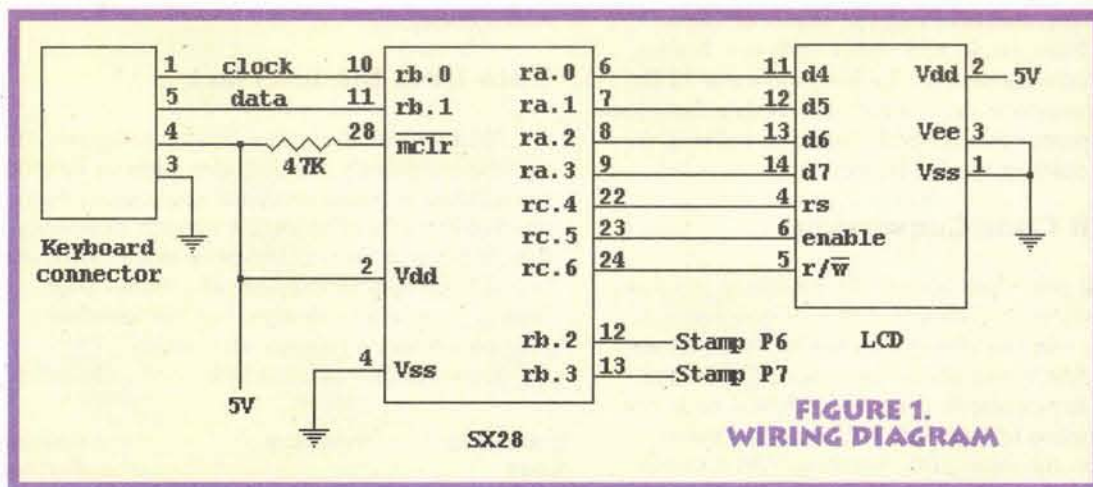 1 clock 10 rb.0 ra.0 6 11 d4 Vdd 2 5V
5 data 11 rb.1 ra.1 7 12 d5
4 28 mclr ra.2 8 13 d6 Vee 3
3 47K ra.3 9 14 d7 Vss 1
rc.4 22 4 rs
Keyboard rc.5 23 6 enable
connector 2 Vdd rc.6 24 5 r/w
4 Vss rb.2 12 Stamp P6 LCD
5V rb.3 13 Stamp P7
SX28
FIGURE 1.
WIRING DIAGRAM